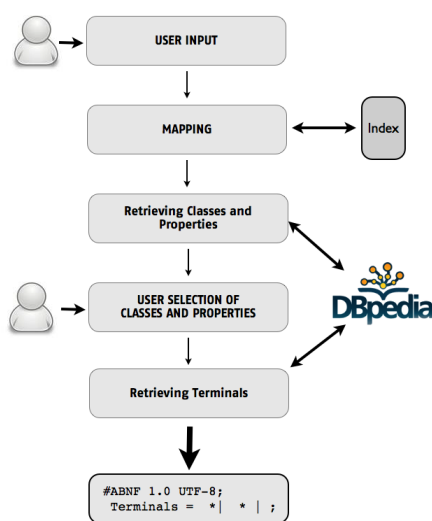 USER INPUT
MAPPING
Index
Retrieving Classes and
Properties
DBpedia
USER SELECTION OF
CLASSES AND PROPERTIES
Retrieving Terminals
#ABNF 1.0 UTF-8;
Terminals = *| * | ;